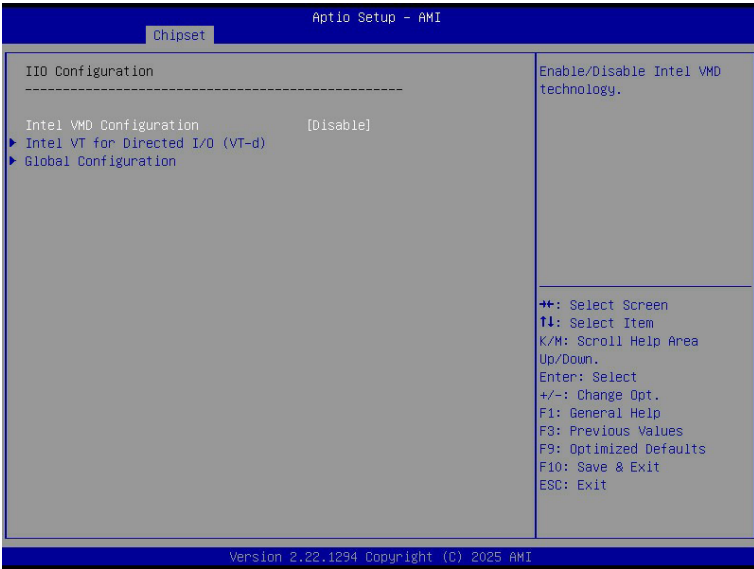 Aptio Setup – AMI
Chipset
IIO Configuration
--------------------------------------------------
Intel VMD Configuration [Disable]
Intel VT for Directed I/O (VT-d)
Global Configuration
Enable/Disable Intel VMD
technology.
→←: Select Screen
↑↓: Select Item
K/M: Scroll Help Area
Up/Down.
Enter: Select
+/-: Change Opt.
F1: General Help
F3: Previous Values
F9: Optimized Defaults
F10: Save & Exit
ESC: Exit
Version 2.22.1294 Copyright (C) 2025 AMI